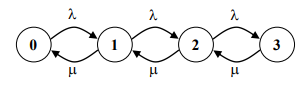 λ λ λ
0 1 2 3
μ μ μ